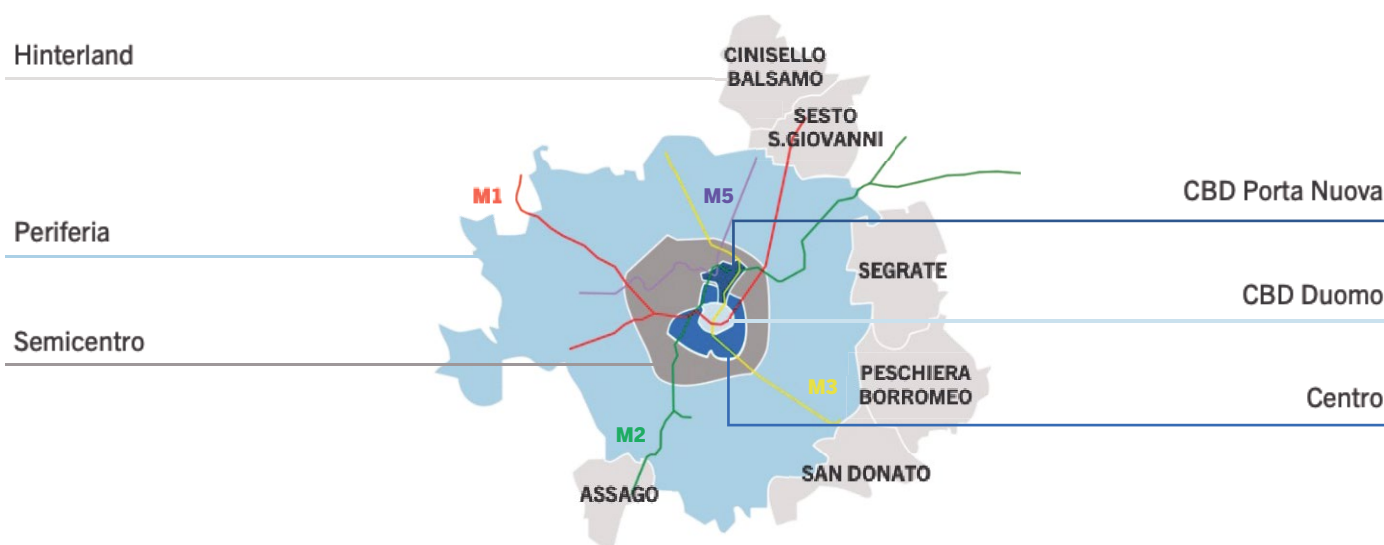 Hinterland
CINISELLO
BALSAMO
SESTO
S.GIOVANNI
M1
M5
CBD Porta Nuova
Periferia
SEGRATE
CBD Duomo
Semicentro
PESCHIERA
BORROMEO
M3
Centro
M2
SAN DONATO
ASSAGO